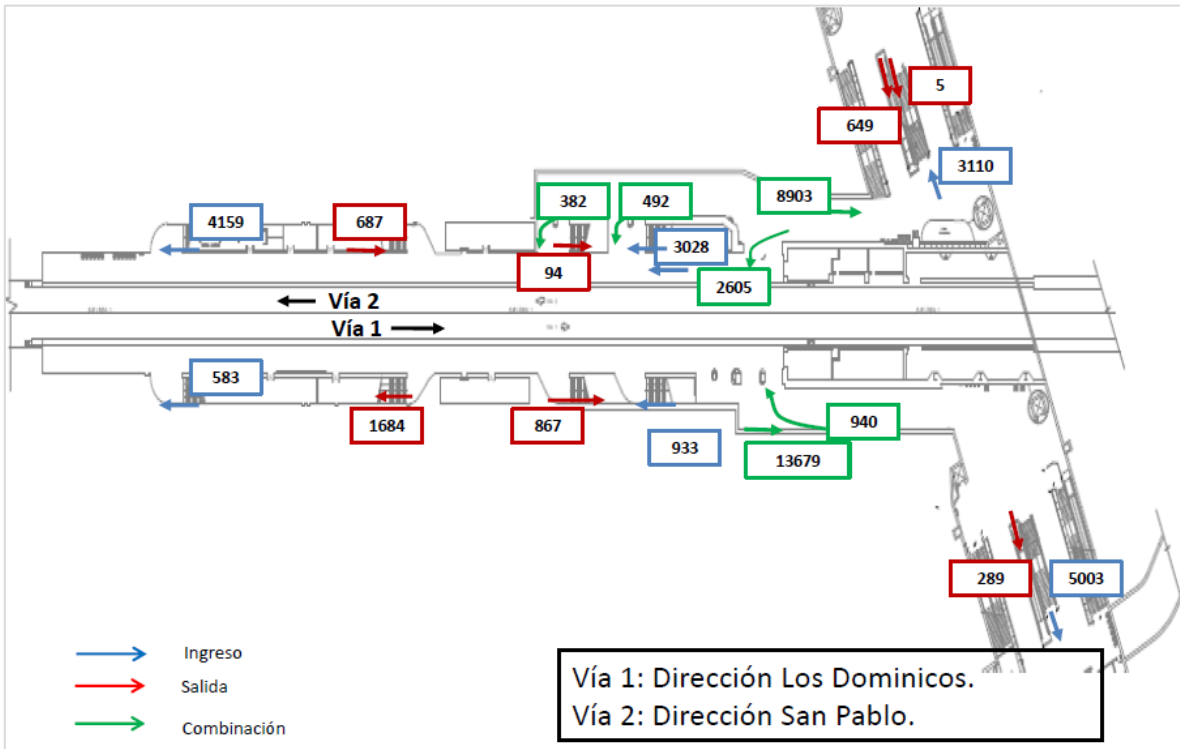 5
649
3110
8903
382
492
4159
687
3028
94
2605
Vía 2
Vía 1
583
1684
867
940
933
13679
289
5003
Ingreso
Salida
Combinación
Vía 1: Dirección Los Dominicos.
Vía 2: Dirección San Pablo.